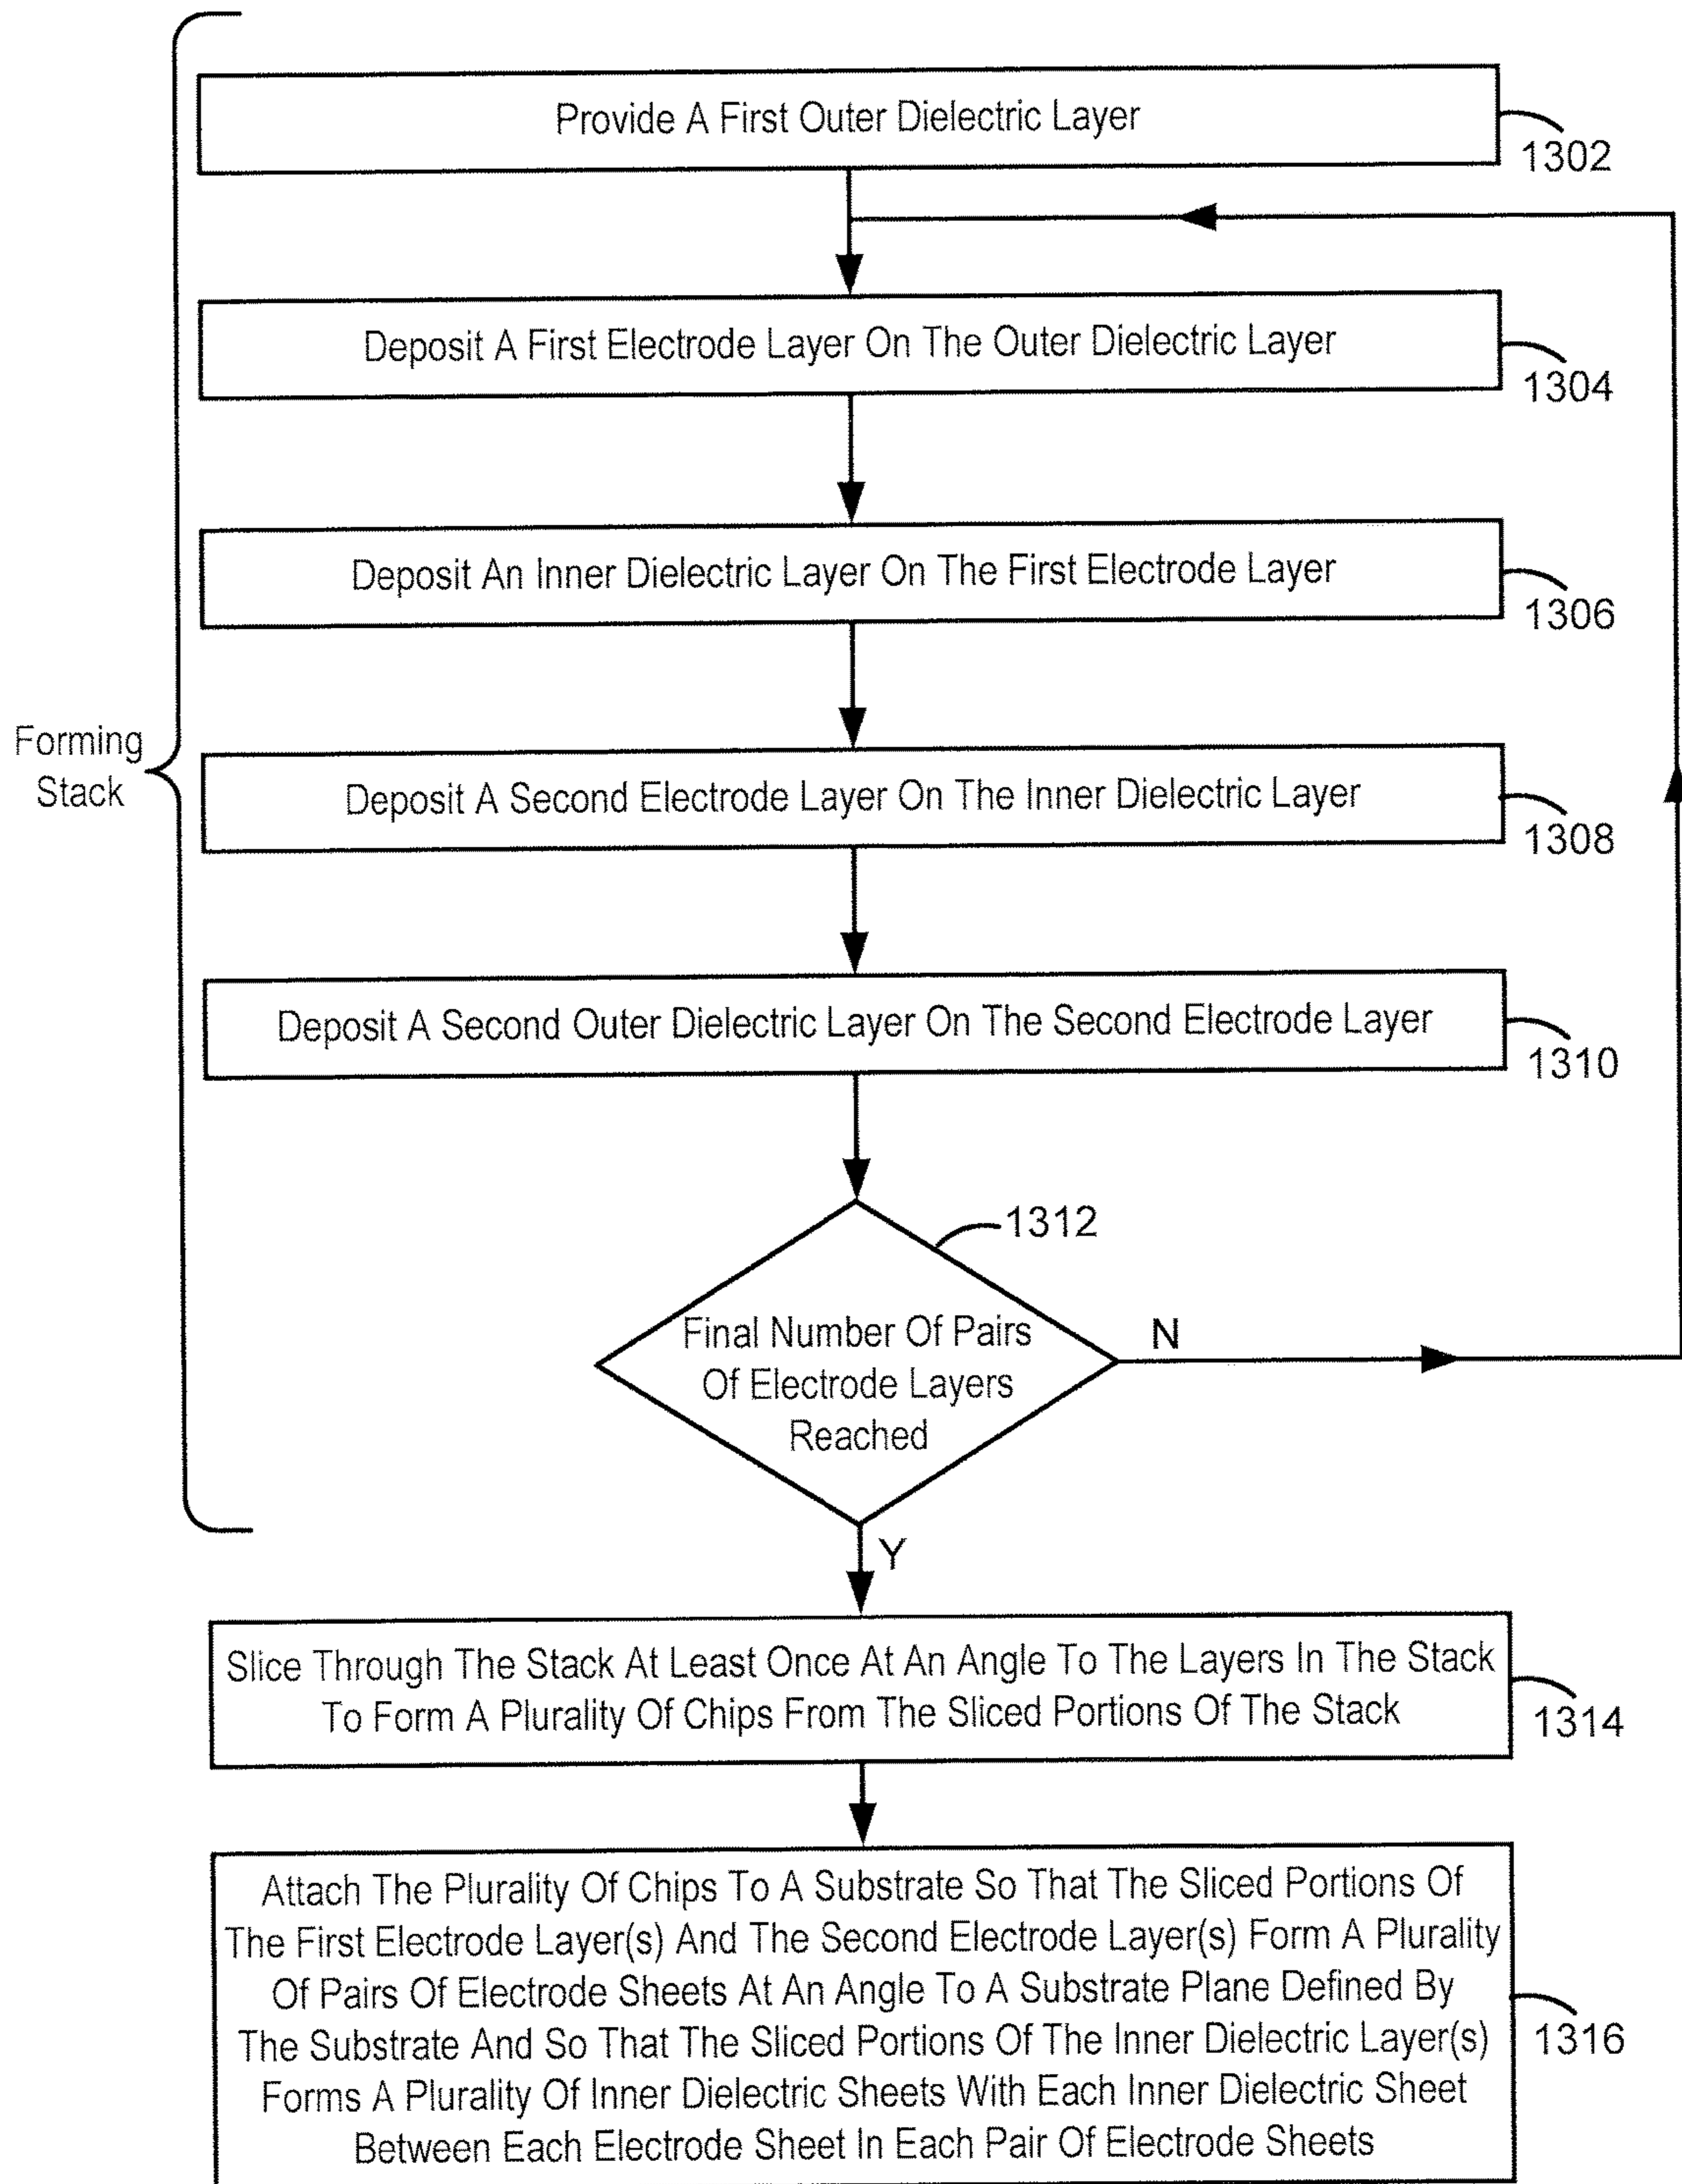 Provide A First Outer Dielectric Layer
1302
Deposit A First Electrode Layer On The Outer Dielectric Layer
1304
Deposit An Inner Dielectric Layer On The First Electrode Layer
1306
Forming
Stack
Deposit A Second Electrode Layer On The Inner Dielectric Layer
1308
Deposit A Second Outer Dielectric Layer On The Second Electrode Layer
1310
1312
Final Number Of Pairs
Of Electrode Layers
Reached
N
Y
Slice Through The Stack At Least Once At An Angle To The Layers In The Stack
To Form A Plurality Of Chips From The Sliced Portions Of The Stack
1314
Attach The Plurality Of Chips To A Substrate So That The Sliced Portions Of
The First Electrode Layer(s) And The Second Electrode Layer(s) Form A Plurality
Of Pairs Of Electrode Sheets At An Angle To A Substrate Plane Defined By
The Substrate And So That The Sliced Portions Of The Inner Dielectric Layer(s)
Forms A Plurality Of Inner Dielectric Sheets With Each Inner Dielectric Sheet
Between Each Electrode Sheet In Each Pair Of Electrode Sheets
1316